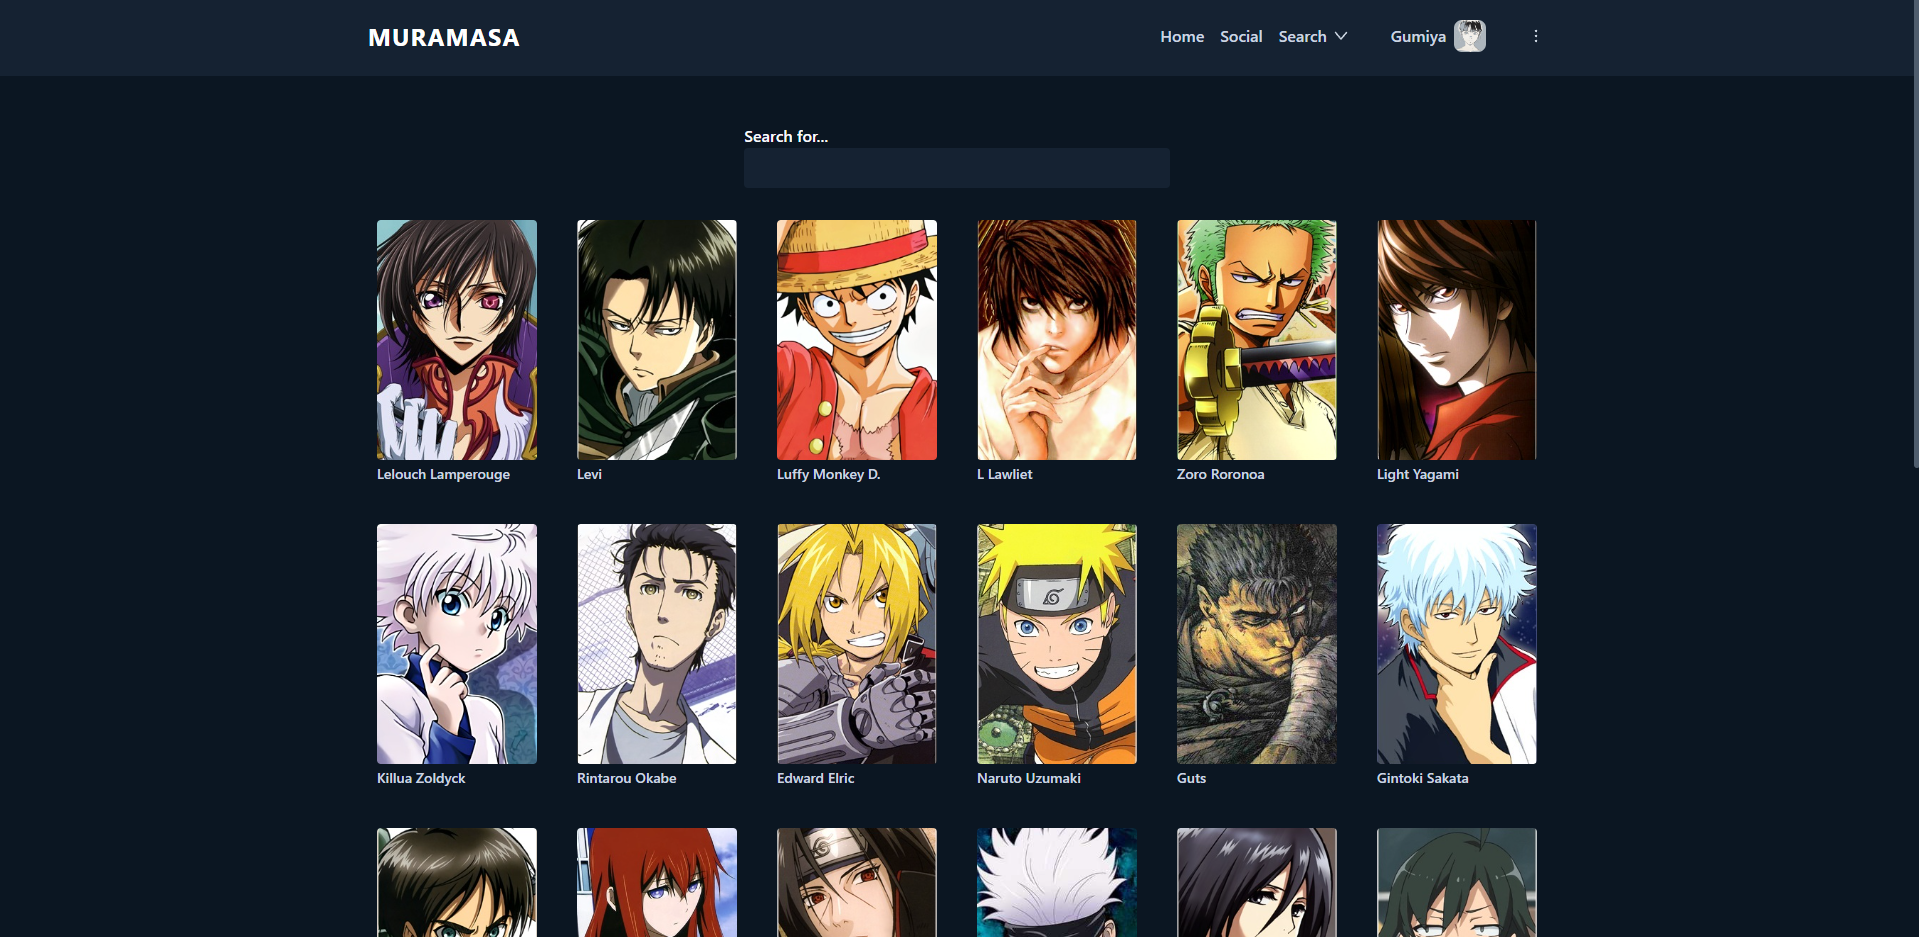 MURAMASA
Home Social Search Gumiya
Search for...
Lelouch Lamperouge
Levi
Luffy Monkey D.
L Lawliet
Zoro Roronoa
Light Yagami
Killua Zoldyck
Rintarou Okabe
Edward Elric
Naruto Uzumaki
Guts
Gintoki Sakata